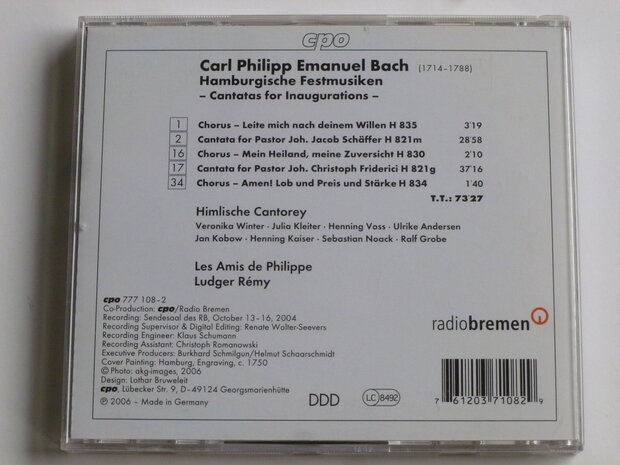 cpo
Carl Philipp Emanuel Bach (1714–1788)
Hamburgische Festmusiken
– Cantatas for Inaugurations –
1 Chorus – Leite mich nach deinem Willen H 835 3'19
2 Cantata for Pastor Joh. Jacob Schäffer H 821m 28'58
16 Chorus – Mein Heiland, meine Zuversicht H 830 2'10
17 Cantata for Pastor Joh. Christoph Friderici H 821g 37'16
34 Chorus – Amen! Lob und Preis und Stärke H 834 1'40
T.T.: 73'27
Himlische Cantorey
Veronika Winter · Julia Kleiter · Henning Voss · Ulrike Andersen
Jan Kobow · Henning Kaiser · Sebastian Noack · Ralf Grobe
Les Amis de Philippe
Ludger Rémy
cpo 777 108–2
Co-Production: cpo/Radio Bremen
Recording: Sendesaal des RB, October 13–16, 2004
Recording Supervisor & Digital Editing: Renate Wolter-Seevers
Recording Engineer: Klaus Schumann
Recording Assistant: Christoph Romanowski
Executive Producers: Burkhard Schmilgun/Helmut Schaarschmidt
Cover Painting: Hamburg, Engraving, c. 1750
© Photo: akg-images, 2006
Design: Lothar Bruweleit
cpo, Lübecker Str. 9, D–49124 Georgsmarienhütte
℗ 2006 – Made in Germany
radiobremen
DDD
LC 8492
7 61203 71082 9